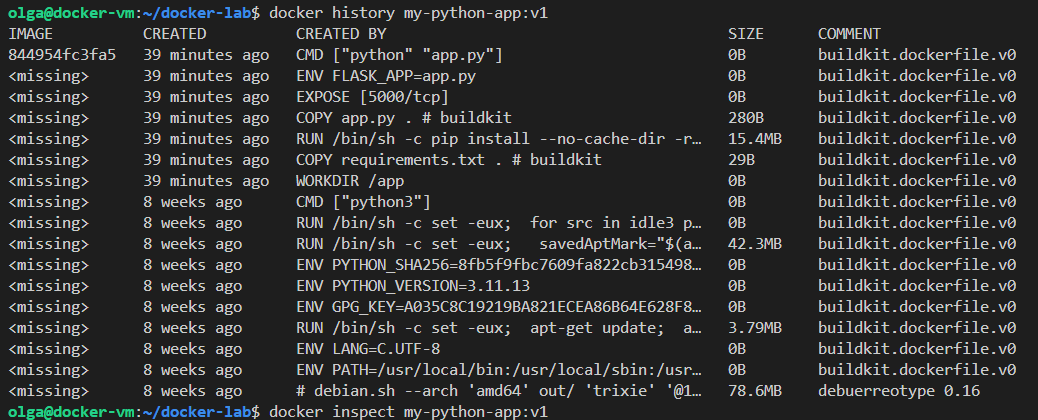 olga@docker-vm:~/docker-lab$ docker history my-python-app:v1
IMAGE CREATED CREATED BY SIZE COMMENT
844954fc3fa5 39 minutes ago CMD ["python" "app.py"] 0B buildkit.dockerfile.v0
<missing> 39 minutes ago ENV FLASK_APP=app.py 0B buildkit.dockerfile.v0
<missing> 39 minutes ago EXPOSE [5000/tcp] 0B buildkit.dockerfile.v0
<missing> 39 minutes ago COPY app.py . # buildkit 280B buildkit.dockerfile.v0
<missing> 39 minutes ago RUN /bin/sh -c pip install --no-cache-dir -r… 15.4MB buildkit.dockerfile.v0
<missing> 39 minutes ago COPY requirements.txt . # buildkit 29B buildkit.dockerfile.v0
<missing> 39 minutes ago WORKDIR /app 0B buildkit.dockerfile.v0
<missing> 8 weeks ago CMD ["python3"] 0B buildkit.dockerfile.v0
<missing> 8 weeks ago RUN /bin/sh -c set -eux; for src in idle3 p… 0B buildkit.dockerfile.v0
<missing> 8 weeks ago RUN /bin/sh -c set -eux; savedAptMark="$(a… 42.3MB buildkit.dockerfile.v0
<missing> 8 weeks ago ENV PYTHON_SHA256=8fb5f9fbc7609fa822cb315498… 0B buildkit.dockerfile.v0
<missing> 8 weeks ago ENV PYTHON_VERSION=3.11.13 0B buildkit.dockerfile.v0
<missing> 8 weeks ago ENV GPG_KEY=A035C8C19219BA821ECEA86B64E628F8… 0B buildkit.dockerfile.v0
<missing> 8 weeks ago RUN /bin/sh -c set -eux; apt-get update; a… 3.79MB buildkit.dockerfile.v0
<missing> 8 weeks ago ENV LANG=C.UTF-8 0B buildkit.dockerfile.v0
<missing> 8 weeks ago ENV PATH=/usr/local/bin:/usr/local/sbin:/usr… 0B buildkit.dockerfile.v0
<missing> 8 weeks ago # debian.sh --arch 'amd64' out/ 'trixie' '@1… 78.6MB debuerreotype 0.16
olga@docker-vm:~/docker-lab$ docker inspect my-python-app:v1